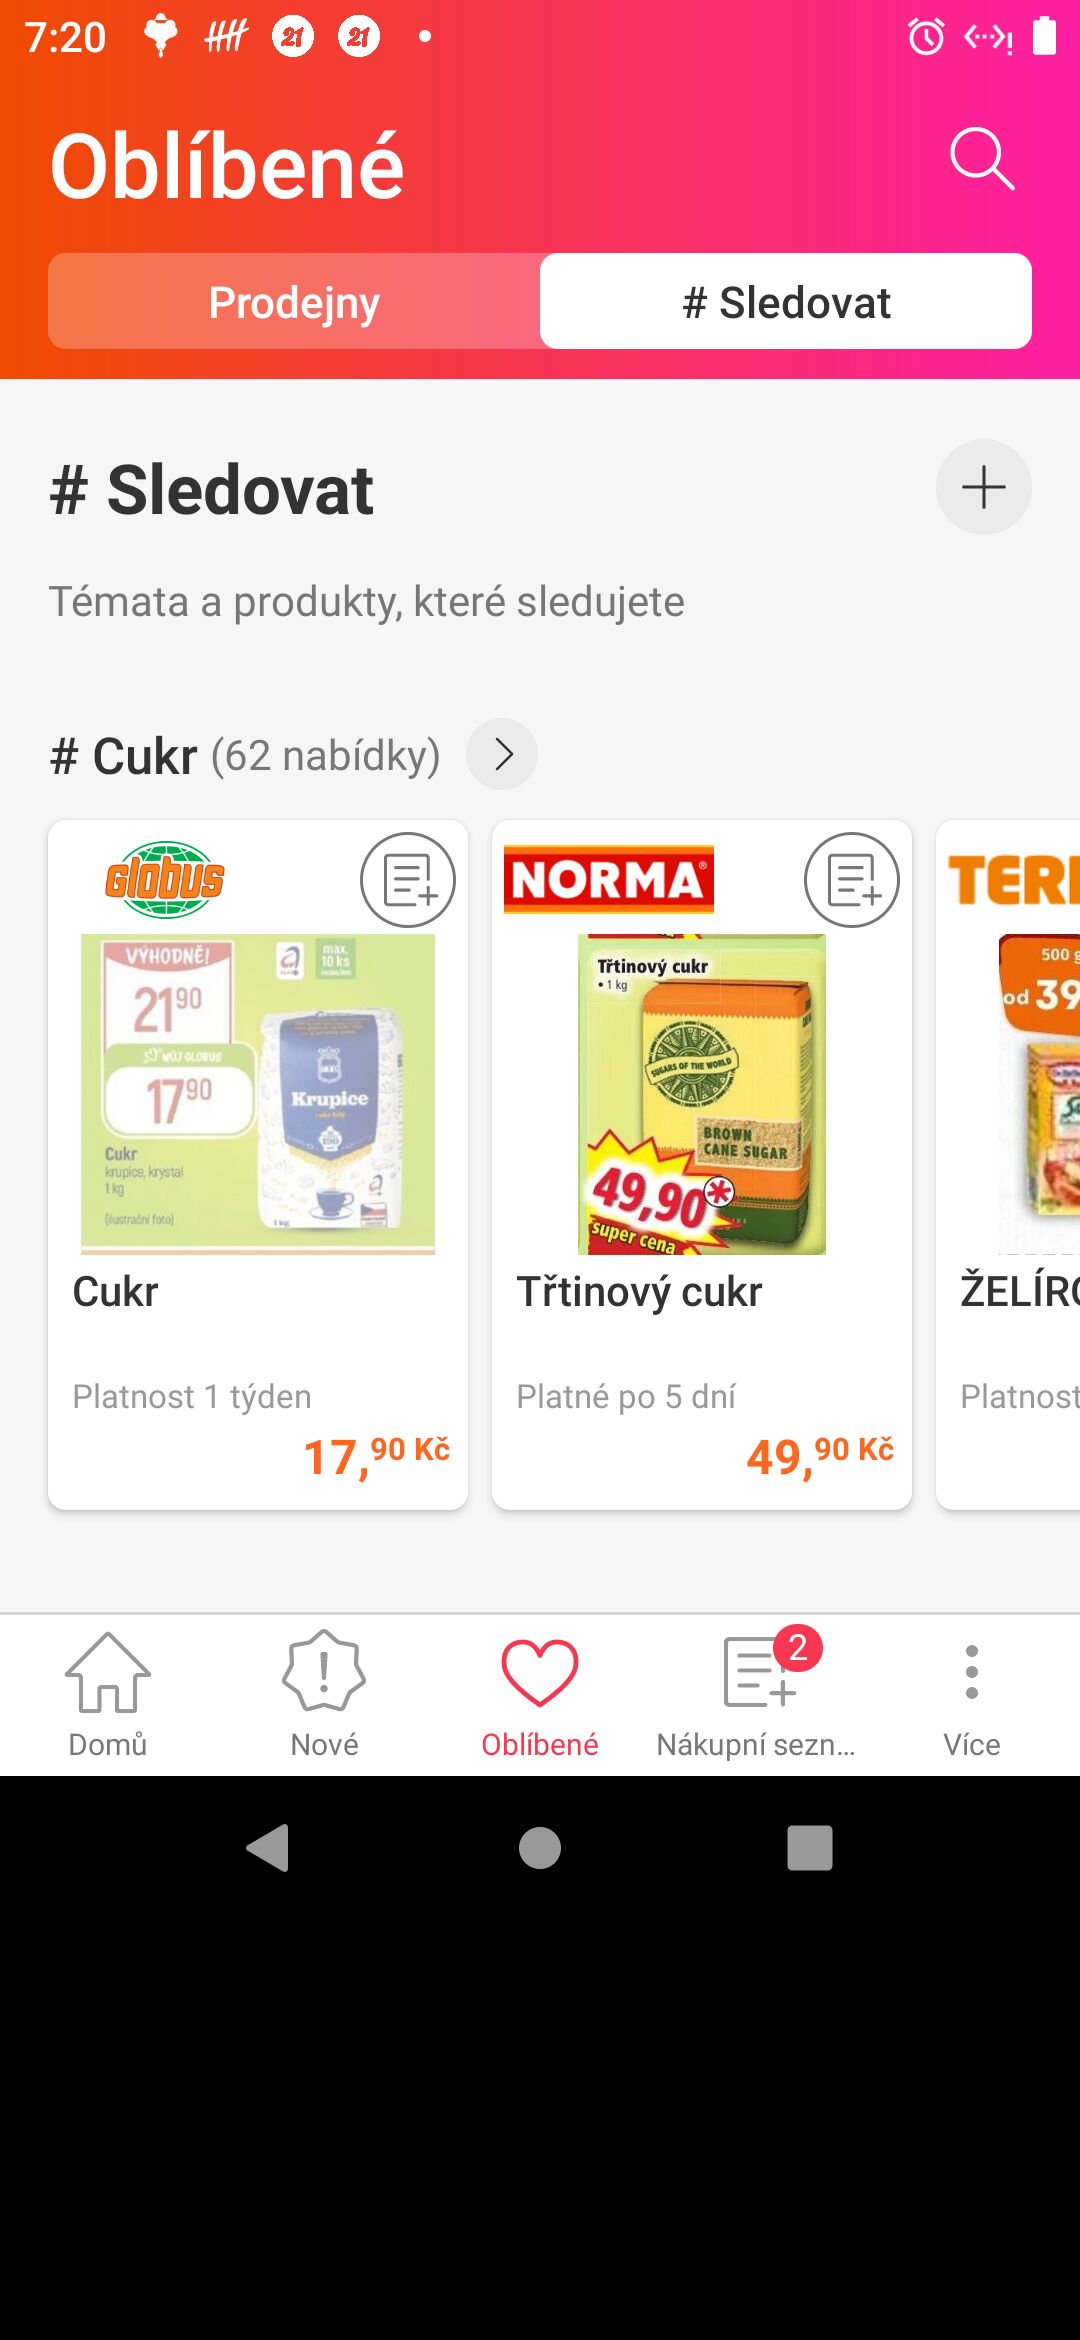 7:20
Oblíbené
Prodejny
# Sledovat
# Sledovat
Témata a produkty, které sledujete
# Cukr (62 nabídky)
Globus
VÝHODNĚ!
max.
10 ks
21 90
MŮJ GLOBUS
17 90
Krupice
Cukr
krupice, krystal
1 kg
(ilustrační foto)
Cukr
Platnost 1 týden
17,90 Kč
NORMA
Třtinový cukr
• 1 kg
SUGARS OF THE WORLD
BROWN
CANE SUGAR
49,90*
super cena
Třtinový cukr
Platné po 5 dní
49,90 Kč
TER
500 g
od 39
ŽELÍRO
Platnost
Domů
Nové
Oblíbené
2
Nákupní sezn...
Více